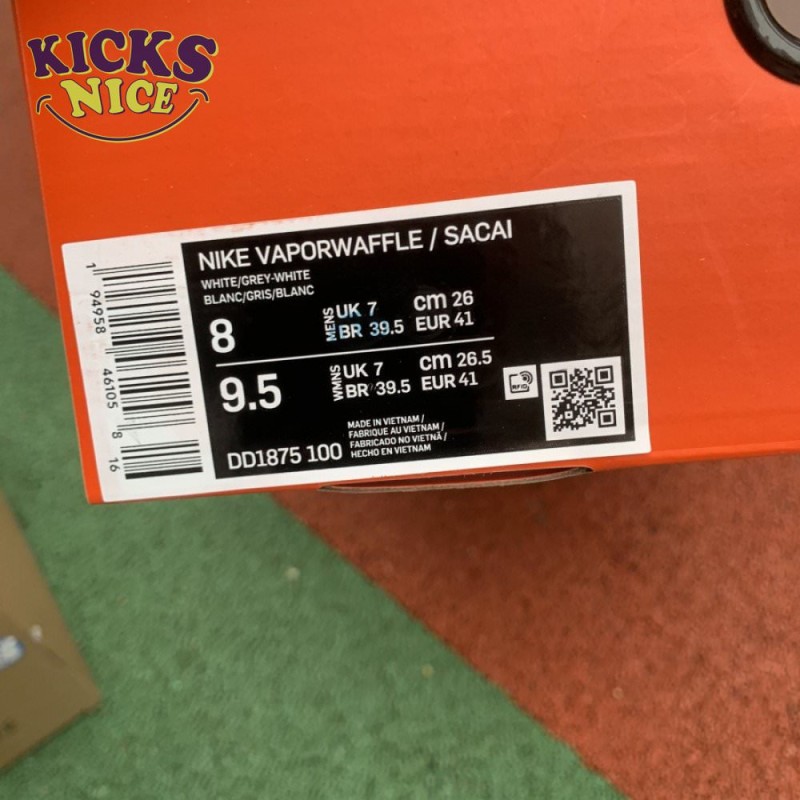 KICKS
NICE
NIKE VAPORWAFFLE / SACAI
WHITE/GREY-WHITE
BLANC/GRIS/BLANC
8
MENS
UK 7 cm 26
BR 39.5 EUR 41
9.5
WMNS
UK 7 cm 26.5
BR 39.5 EUR 41
RFID
MADE IN VIETNAM /
FABRIQUE AU VIETNAM /
FABRICADO NO VIETNÃ /
HECHO EN VIETNAM
DD1875 100
1 94958 46105 8 16